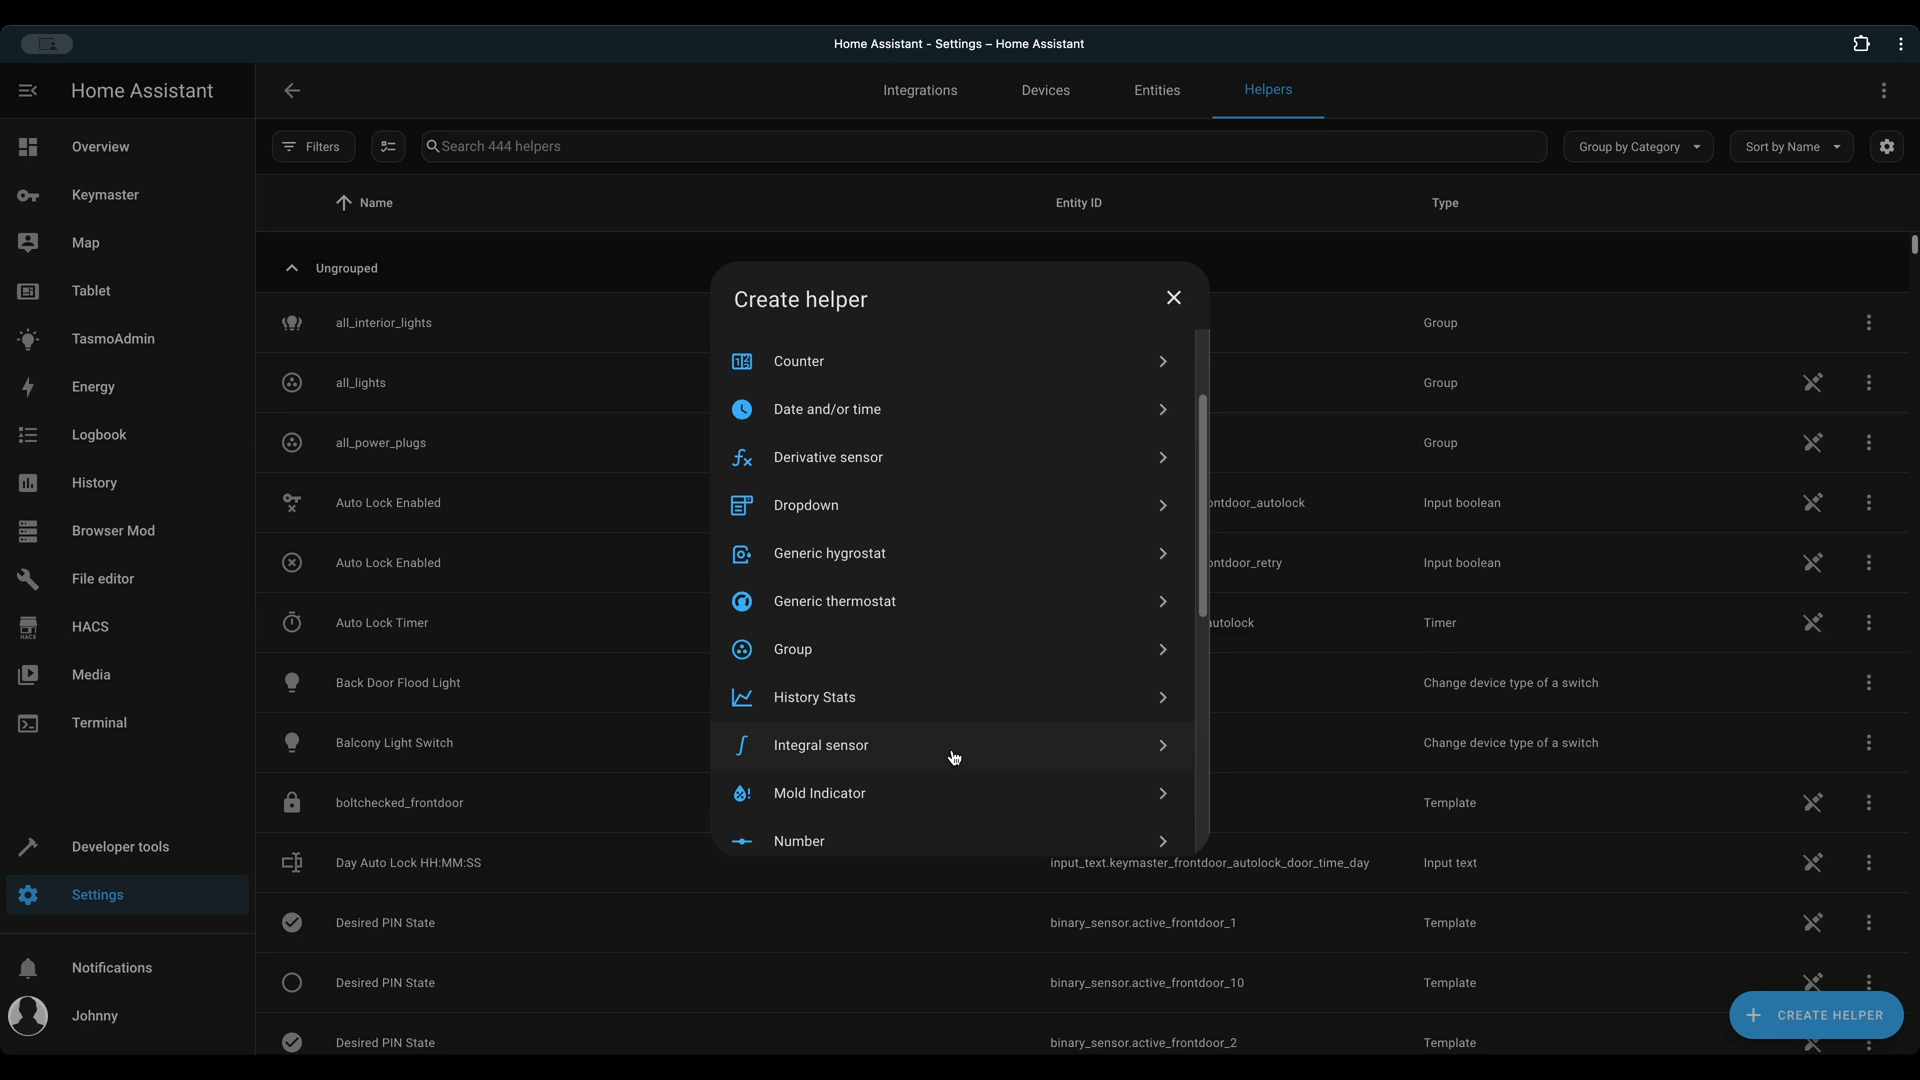 Home Assistant - Settings – Home Assistant
Home Assistant
Integrations
Devices
Entities
Helpers
Overview
Keymaster
Map
Tablet
TasmoAdmin
Energy
Logbook
History
Browser Mod
File editor
HACS
HACS
Media
Terminal
Developer tools
Settings
Notifications
Johnny
Filters
Search 444 helpers
Group by Category
Sort by Name
Name
Entity ID
Type
Ungrouped
all_interior_lights
Group
all_lights
Group
all_power_plugs
Group
Auto Lock Enabled
ontdoor_autolock
Input boolean
Auto Lock Enabled
ontdoor_retry
Input boolean
Auto Lock Timer
autolock
Timer
Back Door Flood Light
Change device type of a switch
Balcony Light Switch
Change device type of a switch
boltchecked_frontdoor
Template
Day Auto Lock HH:MM:SS
input_text.keymaster_frontdoor_autolock_door_time_day
Input text
Desired PIN State
binary_sensor.active_frontdoor_1
Template
Desired PIN State
binary_sensor.active_frontdoor_10
Template
Desired PIN State
binary_sensor.active_frontdoor_2
Template
Create helper
Counter
Date and/or time
Derivative sensor
Dropdown
Generic hygrostat
Generic thermostat
Group
History Stats
Integral sensor
Mold Indicator
Number
CREATE HELPER